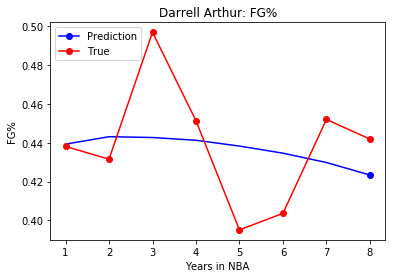 Darrell Arthur: FG%
Prediction
True
FG%
0.50
0.48
0.46
0.44
0.42
0.40
1 2 3 4 5 6 7 8
Years in NBA